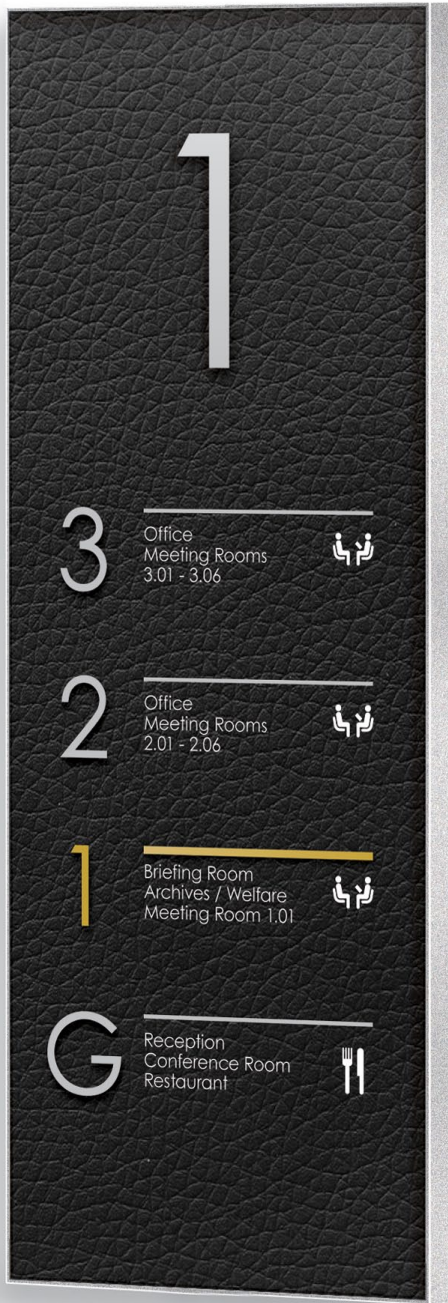 1
3
Office
Meeting Rooms
3.01 - 3.06
2
Office
Meeting Rooms
2.01 - 2.06
1
Briefing Room
Archives / Welfare
Meeting Room 1.01
G
Reception
Conference Room
Restaurant